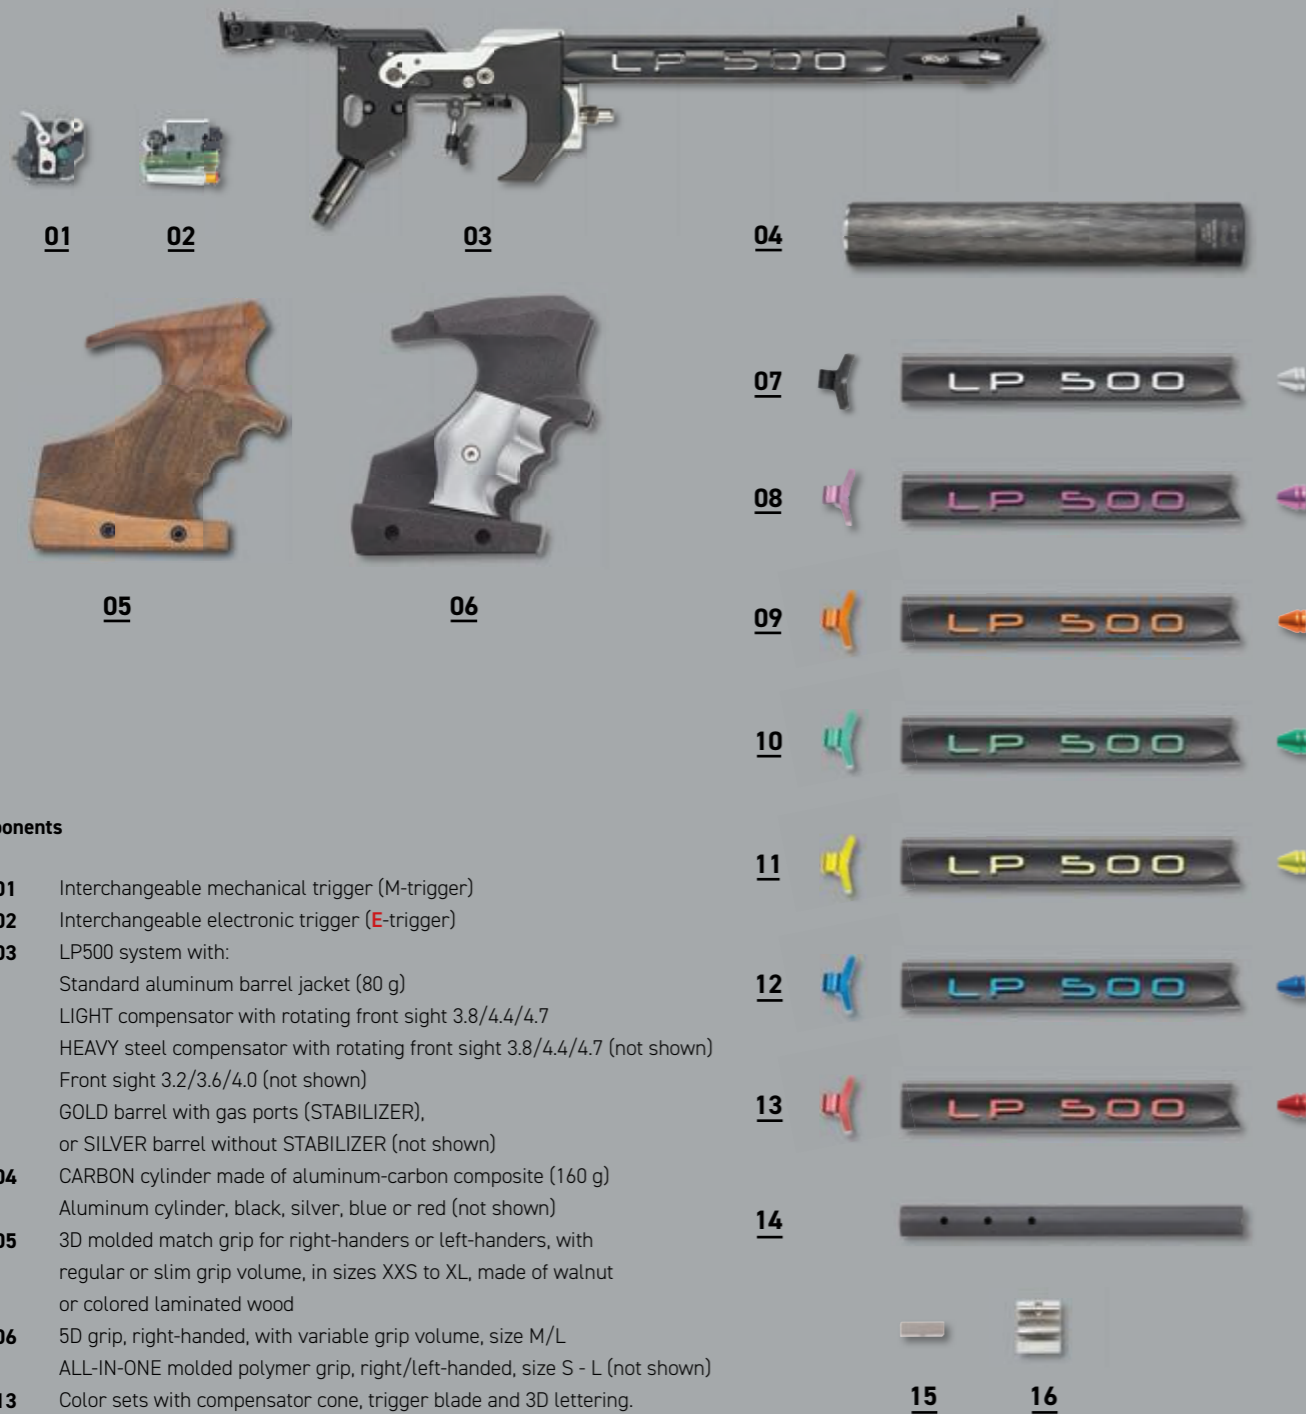 LP 500
01
02
03
04
05
06
07
LP 500
08
LP 500
09
LP 500
10
LP 500
11
LP 500
12
LP 500
13
LP 500
14
15
16
ponents
01 Interchangeable mechanical trigger (M-trigger)
02 Interchangeable electronic trigger (E-trigger)
03 LP500 system with:
Standard aluminum barrel jacket (80 g)
LIGHT compensator with rotating front sight 3.8/4.4/4.7
HEAVY steel compensator with rotating front sight 3.8/4.4/4.7 (not shown)
Front sight 3.2/3.6/4.0 (not shown)
GOLD barrel with gas ports (STABILIZER),
or SILVER barrel without STABILIZER (not shown)
04 CARBON cylinder made of aluminum-carbon composite (160 g)
Aluminum cylinder, black, silver, blue or red (not shown)
05 3D molded match grip for right-handers or left-handers, with
regular or slim grip volume, in sizes XXS to XL, made of walnut
or colored laminated wood
06 5D grip, right-handed, with variable grip volume, size M/L
ALL-IN-ONE molded polymer grip, right/left-handed, size S - L (not shown)
13 Color sets with compensator cone, trigger blade and 3D lettering.